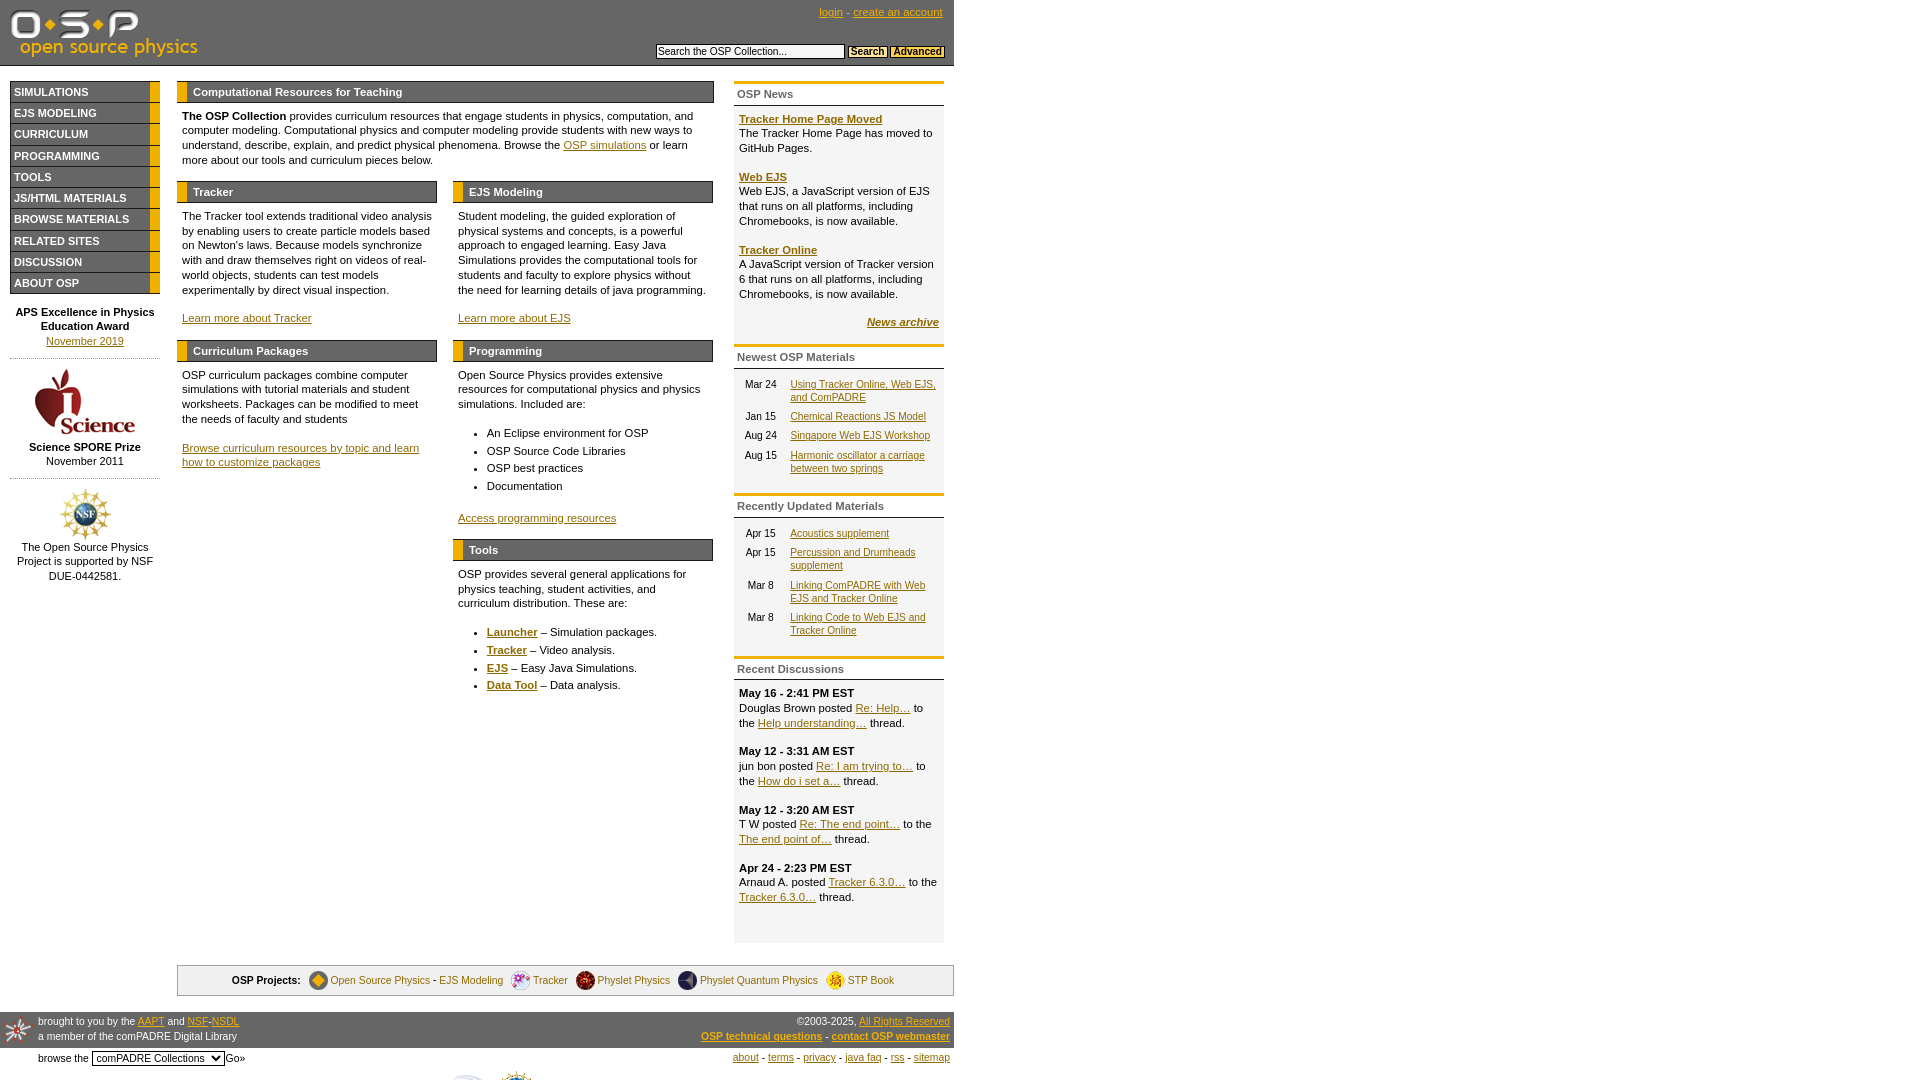 OSP
open source physics
login - create an account
Search the OSP Collection...
Search
Advanced
SIMULATIONS
EJS MODELING
CURRICULUM
PROGRAMMING
TOOLS
JS/HTML MATERIALS
BROWSE MATERIALS
RELATED SITES
DISCUSSION
ABOUT OSP
APS Excellence in Physics
Education Award
November 2019
Science
Science SPORE Prize
November 2011
NSF
The Open Source Physics
Project is supported by NSF
DUE-0442581.
Computational Resources for Teaching
The OSP Collection provides curriculum resources that engage students in physics, computation, and
computer modeling. Computational physics and computer modeling provide students with new ways to
understand, describe, explain, and predict physical phenomena. Browse the OSP simulations or learn
more about our tools and curriculum pieces below.
Tracker
The Tracker tool extends traditional video analysis
by enabling users to create particle models based
on Newton's laws. Because models synchronize
with and draw themselves right on videos of real-
world objects, students can test models
experimentally by direct visual inspection.
Learn more about Tracker
EJS Modeling
Student modeling, the guided exploration of
physical systems and concepts, is a powerful
approach to engaged learning. Easy Java
Simulations provides the computational tools for
students and faculty to explore physics without
the need for learning details of java programming.
Learn more about EJS
Curriculum Packages
OSP curriculum packages combine computer
simulations with tutorial materials and student
worksheets. Packages can be modified to meet
the needs of faculty and students
Browse curriculum resources by topic and learn
how to customize packages
Programming
Open Source Physics provides extensive
resources for computational physics and physics
simulations. Included are:
• An Eclipse environment for OSP
• OSP Source Code Libraries
• OSP best practices
• Documentation
Access programming resources
Tools
OSP provides several general applications for
physics teaching, student activities, and
curriculum distribution. These are:
• Launcher – Simulation packages.
• Tracker – Video analysis.
• EJS – Easy Java Simulations.
• Data Tool – Data analysis.
OSP News
Tracker Home Page Moved
The Tracker Home Page has moved to
GitHub Pages.
Web EJS
Web EJS, a JavaScript version of EJS
that runs on all platforms, including
Chromebooks, is now available.
Tracker Online
A JavaScript version of Tracker version
6 that runs on all platforms, including
Chromebooks, is now available.
News archive
Newest OSP Materials
Mar 24 Using Tracker Online, Web EJS,
and ComPADRE
Jan 15 Chemical Reactions JS Model
Aug 24 Singapore Web EJS Workshop
Aug 15 Harmonic oscillator a carriage
between two springs
Recently Updated Materials
Apr 15 Acoustics supplement
Apr 15 Percussion and Drumheads
supplement
Mar 8 Linking ComPADRE with Web
EJS and Tracker Online
Mar 8 Linking Code to Web EJS and
Tracker Online
Recent Discussions
May 16 - 2:41 PM EST
Douglas Brown posted Re: Help… to
the Help understanding… thread.
May 12 - 3:31 AM EST
jun bon posted Re: I am trying to… to
the How do i set a… thread.
May 12 - 3:20 AM EST
T W posted Re: The end point… to the
The end point of… thread.
Apr 24 - 2:23 PM EST
Arnaud A. posted Tracker 6.3.0… to the
Tracker 6.3.0… thread.
OSP Projects: Open Source Physics - EJS Modeling Tracker Physlet Physics Physlet Quantum Physics STP Book
brought to you by the AAPT and NSF-NSDL
a member of the comPADRE Digital Library
©2003-2025, All Rights Reserved
OSP technical questions - contact OSP webmaster
browse the comPADRE Collections Go»
about - terms - privacy - java faq - rss - sitemap